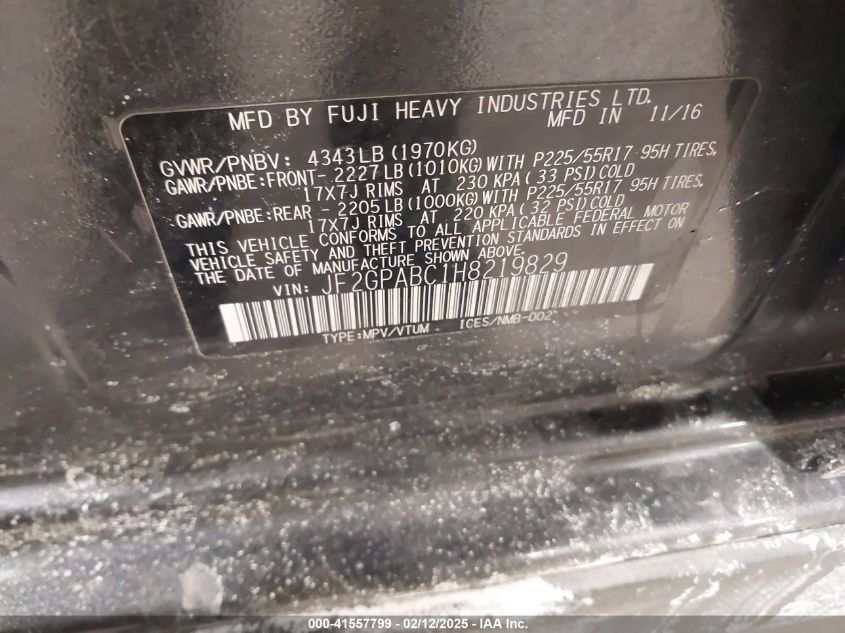 MFD BY FUJI HEAVY INDUSTRIES LTD.
MFD IN 11/16
GVWR/PNBV: 4343LB (1970KG)
GAWR/PNBE:FRONT- 2227LB (1010KG) WITH P225/55R17 95H TIRES,
17X7J RIMS AT 230 KPA ( 33 PSI) COLD
GAWR/PNBE:REAR - 2205LB (1000KG) WITH P225/55R17 95H TIRES,
17X7J RIMS AT 220 KPA ( 32 PSI) COLD
THIS VEHICLE CONFORMS TO ALL APPLICABLE FEDERAL MOTOR
VEHICLE SAFETY AND THEFT PREVENTION STANDARDS IN EFFECT ON
THE DATE OF MANUFACTURE SHOWN ABOVE.
VIN: JF2GPABC1H8219829
TYPE:MPV/VTUM ICES/NMB-002
000-41557799 - 02/12/2025 - IAA Inc.